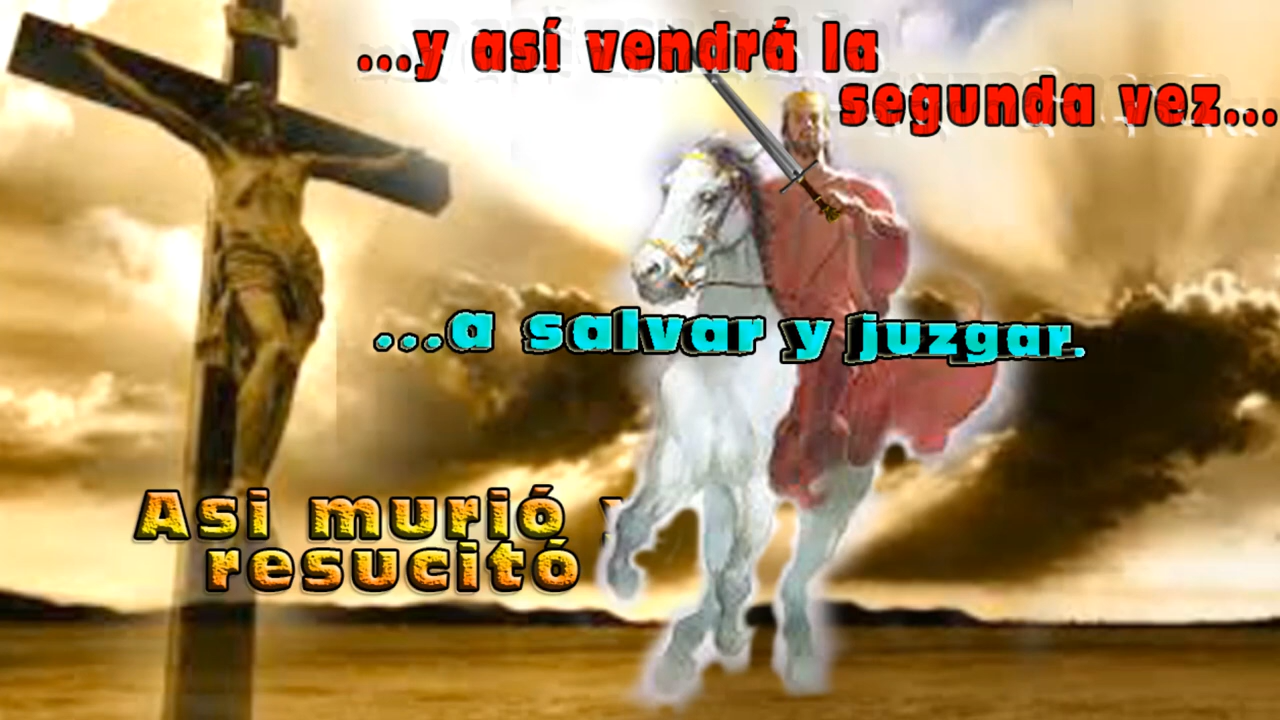 ...y así vendrá la
segunda vez...
...a salvar y juzgar.
Asi murió y
resucitó